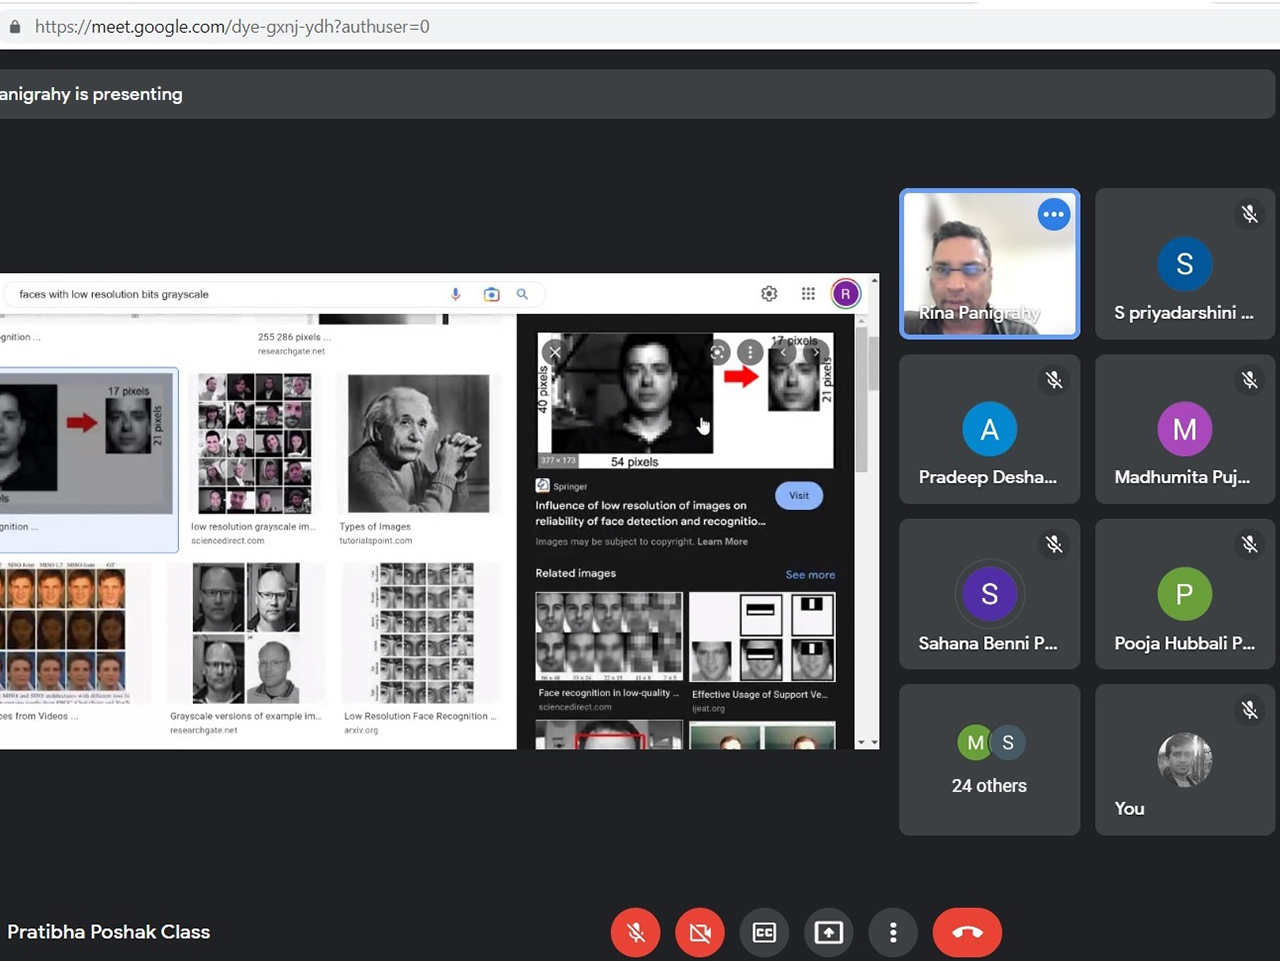 https://meet.google.com/dye-gxnj-ydh?authuser=0
anigrahy is presenting
faces with low resolution bits grayscale
R
gnition ...
255 286 pixels ...
researchgate.net
17 pixels
21 pixels
gnition ...
low resolution grayscale im...
sciencedirect.com
Types of Images
tutorialspoint.com
ces from Videos ...
Grayscale versions of example im...
researchgate.net
Low Resolution Face Recognition ...
arxiv.org
40 pixels
17 pixels
21 pixels
377 × 173
54 pixels
Springer
Visit
Influence of low resolution of images on
reliability of face detection and recognitio...
Images may be subject to copyright. Learn More
Related images
See more
Face recognition in low-quality ...
sciencedirect.com
Effective Usage of Support Ve...
ijeat.org
Rina Panigrahy
S
S priyadarshini ...
A
Pradeep Desha...
M
Madhumita Puj...
S
Sahana Benni P...
P
Pooja Hubbali P...
M S
24 others
You
Pratibha Poshak Class
CC